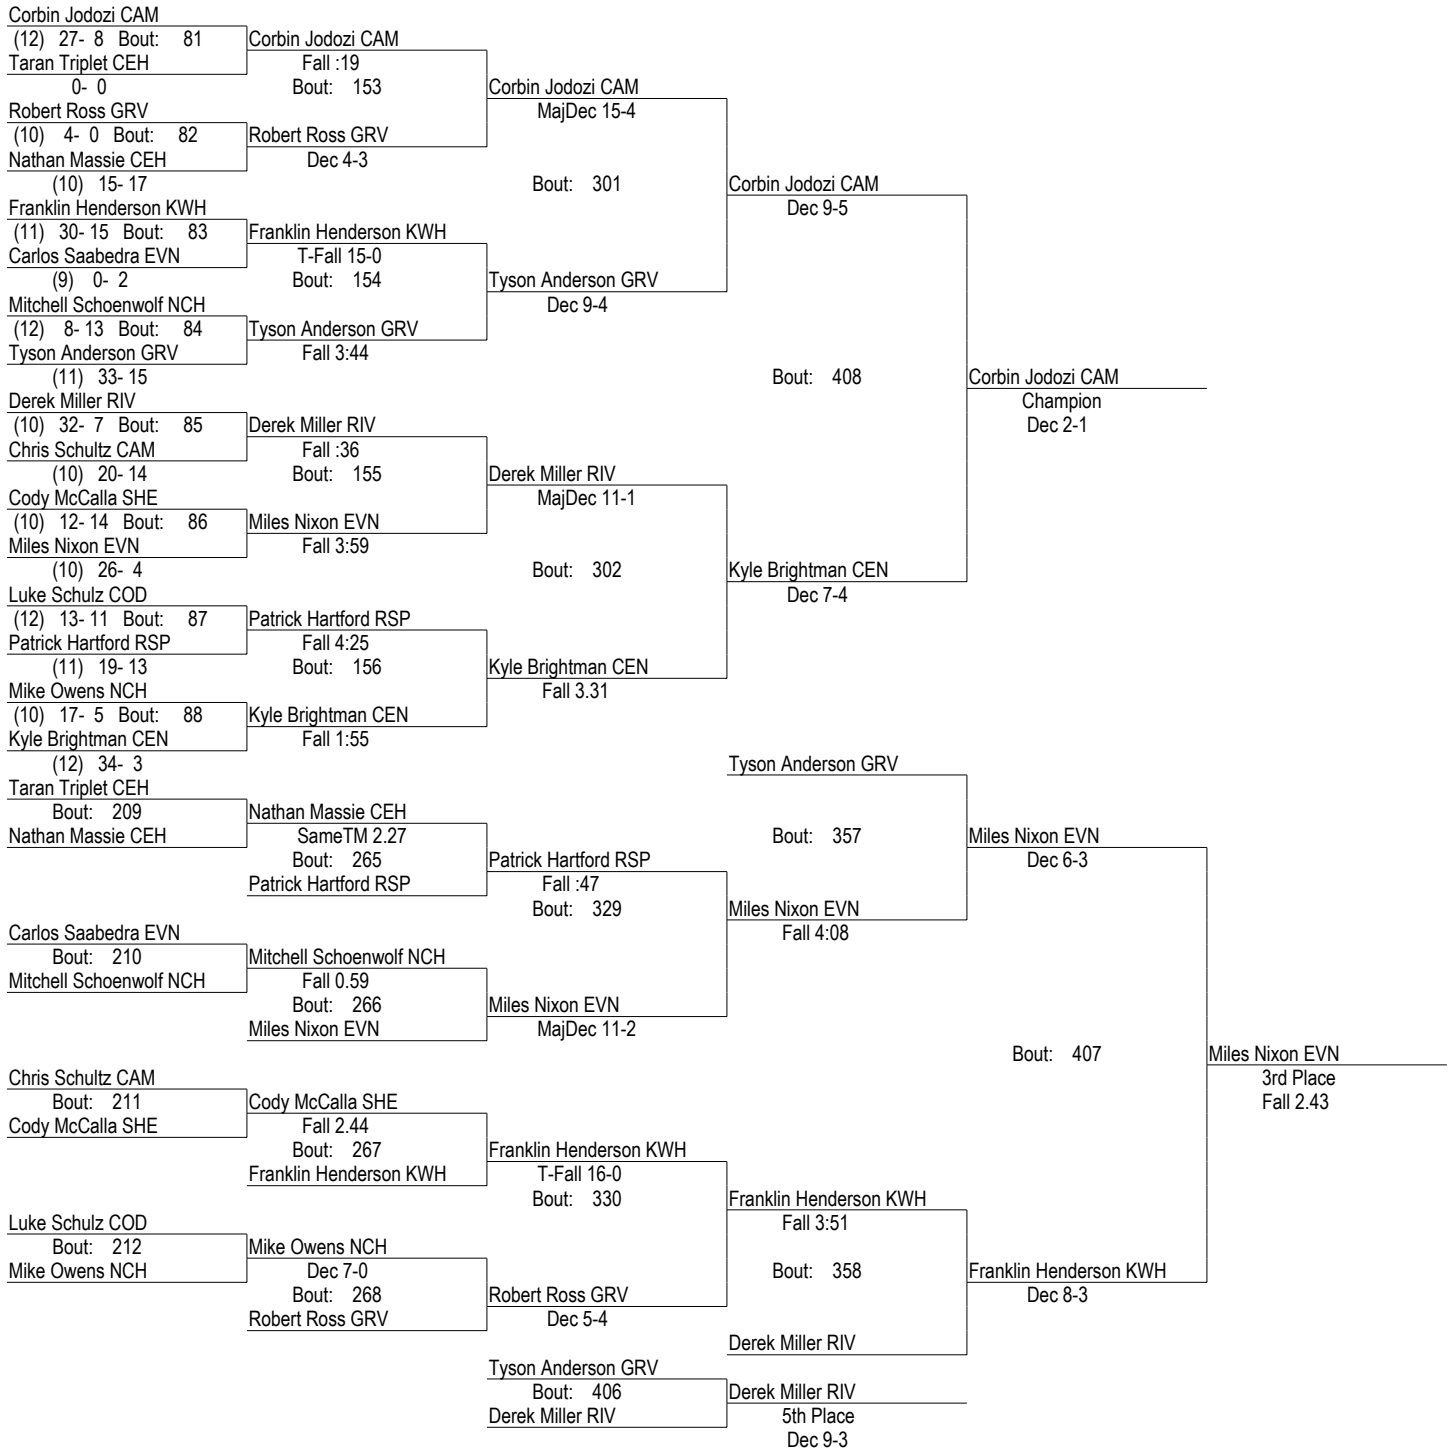 Corbin Jodozi CAM
(12) 27- 8 Bout: 81
Taran Triplet CEH
0- 0
Robert Ross GRV
(10) 4- 0 Bout: 82
Nathan Massie CEH
(10) 15- 17
Franklin Henderson KWH
(11) 30- 15 Bout: 83
Carlos Saabedra EVN
(9) 0- 2
Mitchell Schoenwolf NCH
(12) 8- 13 Bout: 84
Tyson Anderson GRV
(11) 33- 15
Derek Miller RIV
(10) 32- 7 Bout: 85
Chris Schultz CAM
(10) 20- 14
Cody McCalla SHE
(10) 12- 14 Bout: 86
Miles Nixon EVN
(10) 26- 4
Luke Schulz COD
(12) 13- 11 Bout: 87
Patrick Hartford RSP
(11) 19- 13
Mike Owens NCH
(10) 17- 5 Bout: 88
Kyle Brightman CEN
(12) 34- 3
Corbin Jodozi CAM
Fall :19
Bout: 153
Robert Ross GRV
Dec 4-3
Franklin Henderson KWH
T-Fall 15-0
Bout: 154
Tyson Anderson GRV
Fall 3:44
Derek Miller RIV
Fall :36
Bout: 155
Miles Nixon EVN
Fall 3:59
Patrick Hartford RSP
Fall 4:25
Bout: 156
Kyle Brightman CEN
Fall 1:55
Corbin Jodozi CAM
MajDec 15-4
Bout: 301
Tyson Anderson GRV
Dec 9-4
Derek Miller RIV
MajDec 11-1
Bout: 302
Kyle Brightman CEN
Fall 3.31
Corbin Jodozi CAM
Dec 9-5
Bout: 408
Kyle Brightman CEN
Dec 7-4
Corbin Jodozi CAM
Champion
Dec 2-1
Taran Triplet CEH
Bout: 209
Nathan Massie CEH
Carlos Saabedra EVN
Bout: 210
Mitchell Schoenwolf NCH
Chris Schultz CAM
Bout: 211
Cody McCalla SHE
Luke Schulz COD
Bout: 212
Mike Owens NCH
Nathan Massie CEH
SameTM 2.27
Bout: 265
Patrick Hartford RSP
Mitchell Schoenwolf NCH
Fall 0.59
Bout: 266
Miles Nixon EVN
Cody McCalla SHE
Fall 2.44
Bout: 267
Franklin Henderson KWH
Mike Owens NCH
Dec 7-0
Bout: 268
Robert Ross GRV
Patrick Hartford RSP
Fall :47
Bout: 329
Miles Nixon EVN
MajDec 11-2
Franklin Henderson KWH
T-Fall 16-0
Bout: 330
Robert Ross GRV
Dec 5-4
Tyson Anderson GRV
Bout: 357
Miles Nixon EVN
Fall 4:08
Franklin Henderson KWH
Fall 3:51
Bout: 358
Derek Miller RIV
Miles Nixon EVN
Dec 6-3
Bout: 407
Franklin Henderson KWH
Dec 8-3
Miles Nixon EVN
3rd Place
Fall 2.43
Tyson Anderson GRV
Bout: 406
Derek Miller RIV
Derek Miller RIV
5th Place
Dec 9-3